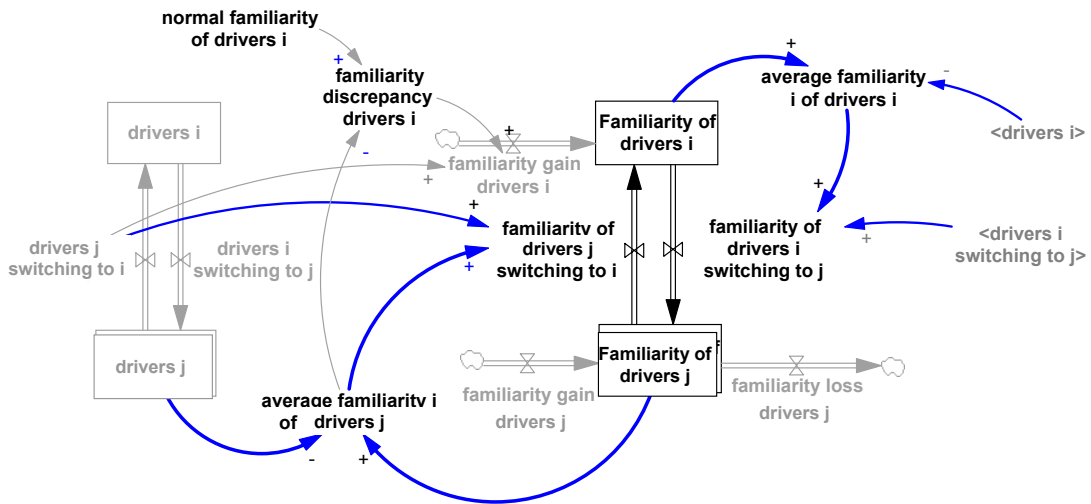 normal familiarity
of drivers i
+
familiarity
discrepancy
drivers i
-
drivers i
+
familiarity gain
drivers i
+
Familiarity of
drivers i
+
average familiarity
i of drivers i
-
<drivers i>
+
drivers j
switching to i
drivers i
switching to j
+
familiarity of
drivers j
switching to i
+
familiarity of
drivers i
switching to j
+
<drivers i
switching to j>
drivers j
familiarity gain
drivers j
Familiarity of
drivers j
familiarity loss
drivers j
average familiarity i
of drivers j
-
+